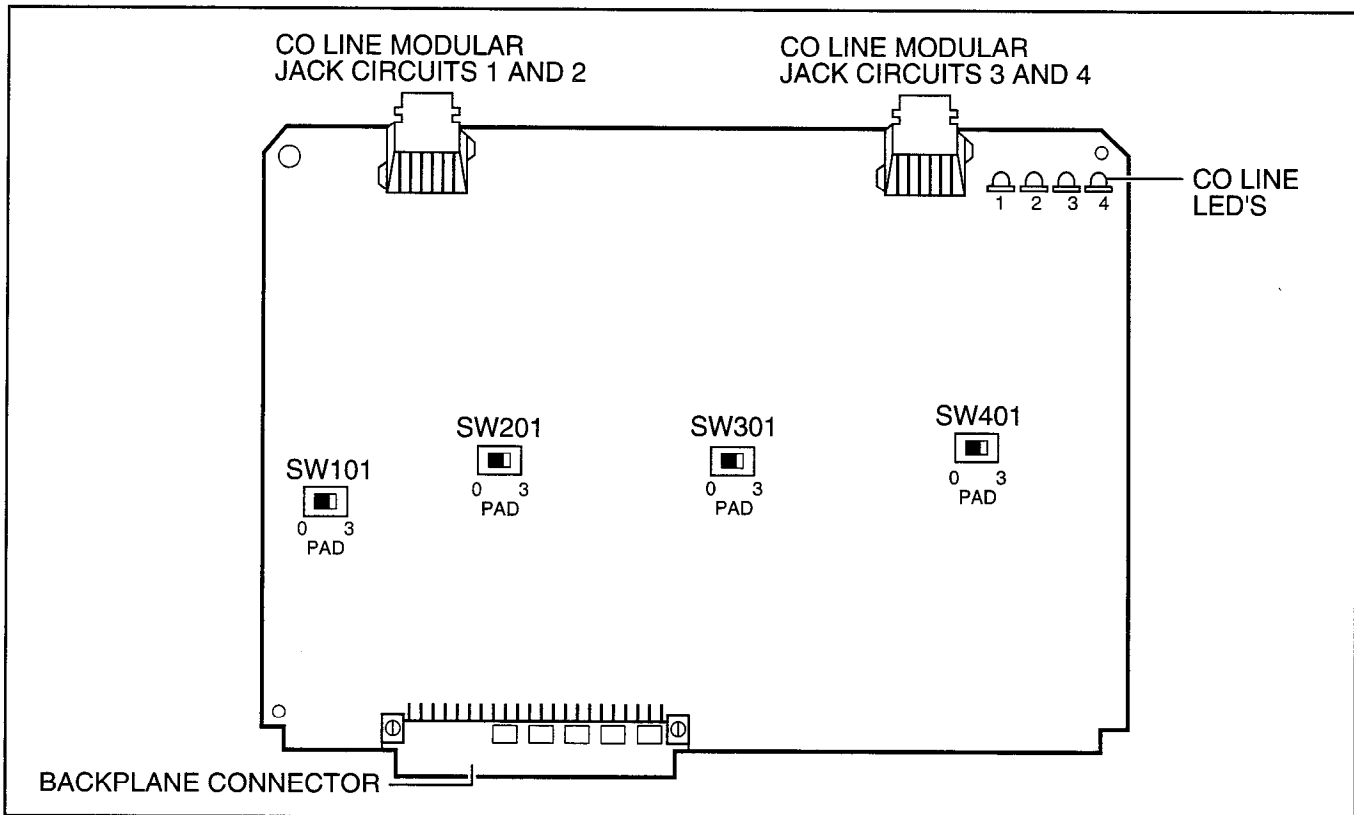 CO LINE MODULAR
JACK CIRCUITS 1 AND 2
CO LINE MODULAR
JACK CIRCUITS 3 AND 4
CO LINE
LED'S
1 2 3 4
SW101
0 3
PAD
SW201
0 3
PAD
SW301
0 3
PAD
SW401
0 3
PAD
BACKPLANE CONNECTOR